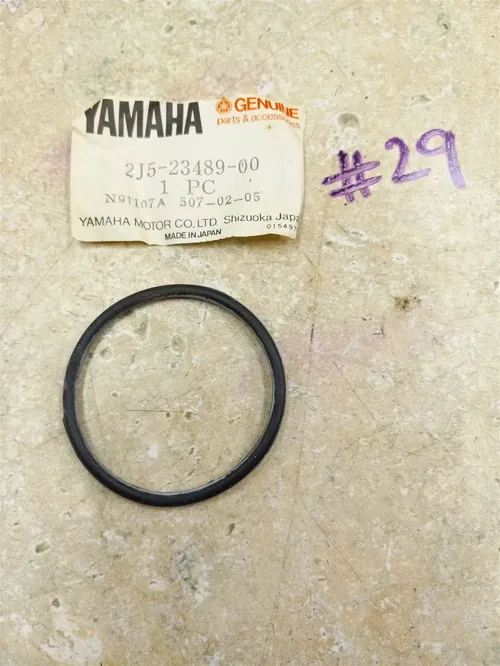 YAMAHA
GENUINE
parts & accessories
2J5-23489-00
1 PC
N91107A 507-02-05
YAMAHA MOTOR CO.,LTD. Shizuoka Japa
MADE IN JAPAN
01549
#29